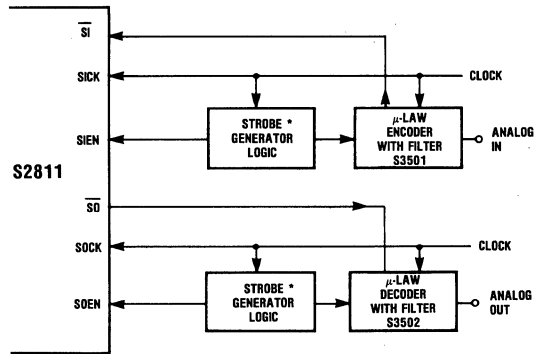 SI
SICK
CLOCK
STROBE *
GENERATOR
LOGIC
μ-LAW
ENCODER
WITH FILTER
S3501
SIEN
ANALOG
IN
S2811
SO
SOCK
CLOCK
STROBE *
GENERATOR
LOGIC
μ-LAW
DECODER
WITH FILTER
S3502
SOEN
ANALOG
OUT